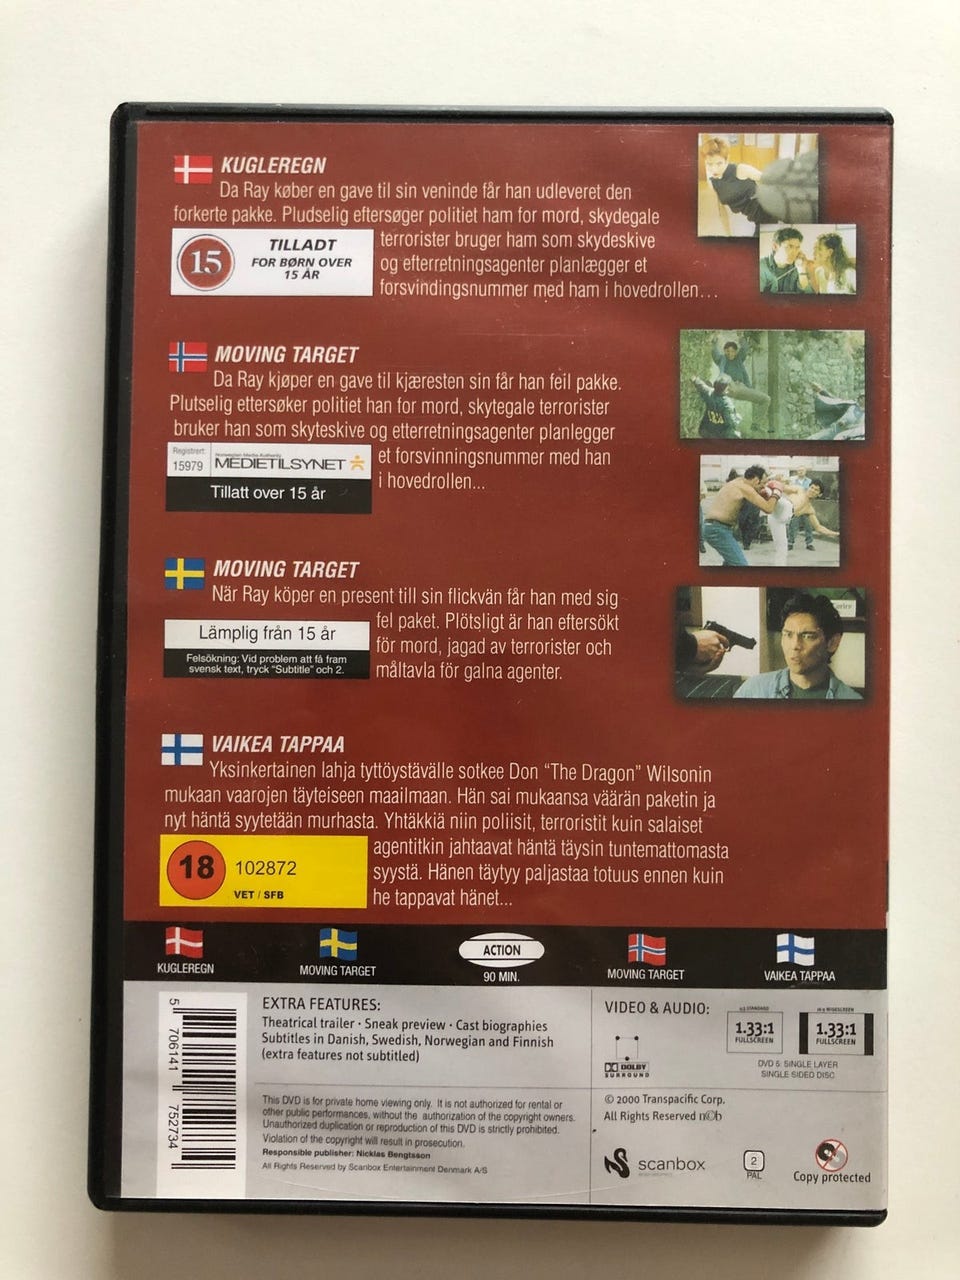 KUGLEREGN
Da Ray køber en gave til sin veninde får han udleveret den
forkerte pakke. Pludselig eftersøger politiet ham for mord, skydegale
terrorister bruger ham som skydeskive
og efterretningsagenter planlægger et
forsvindingsnummer med ham i hovedrollen...
15
TILLADT
FOR BØRN OVER
15 ÅR
MOVING TARGET
Da Ray kjøper en gave til kjæresten sin får han feil pakke.
Plutselig ettersøker politiet han for mord, skytegale terrorister
bruker han som skyteskive og etterretningsagenter planlegger
et forsvinningsnummer med han
i hovedrollen...
Registrert:
15979
Norwegian Media Authority
MEDIETILSYNET
Tillatt over 15 år
MOVING TARGET
När Ray köper en present till sin flickvän får han med sig
fel paket. Plötsligt är han eftersökt
för mord, jagad av terrorister och
måltavla för galna agenter.
Lämplig från 15 år
Felsökning: Vid problem att få fram
svensk text, tryck "Subtitle" och 2.
VAIKEA TAPPAA
Yksinkertainen lahja tyttöystävälle sotkee Don "The Dragon" Wilsonin
mukaan vaarojen täyteiseen maailmaan. Hän sai mukaansa väärän paketin ja
nyt häntä syytetään murhasta. Yhtäkkiä niin poliisit, terroristit kuin salaiset
agentitkin jahtaavat häntä täysin tuntemattomasta
syystä. Hänen täytyy paljastaa totuus ennen kuin
he tappavat hänet...
18
102872
VET / SFB
KUGLEREGN
MOVING TARGET
ACTION
90 MIN.
MOVING TARGET
VAIKEA TAPPAA
5 706141 752734
EXTRA FEATURES:
Theatrical trailer · Sneak preview · Cast biographies
Subtitles in Danish, Swedish, Norwegian and Finnish
(extra features not subtitled)
This DVD is for private home viewing only. It is not authorized for rental or
other public performances, without the authorization of the copyright owners.
Unauthorized duplication or reproduction of this DVD is strictly prohibited.
Violation of the copyright will result in prosecution.
Responsible publisher: Nicklas Bengtsson
All Rights Reserved by Scanbox Entertainment Denmark A/S
VIDEO & AUDIO:
DOLBY
SURROUND
4:3 STANDARD
1.33:1
FULLSCREEN
16:9 WIDESCREEN
1.33:1
FULLSCREEN
DVD 5: SINGLE LAYER
SINGLE SIDED DISC
© 2000 Transpacific Corp.
All Rights Reserved n©b
scanbox
2
PAL
Copy protected